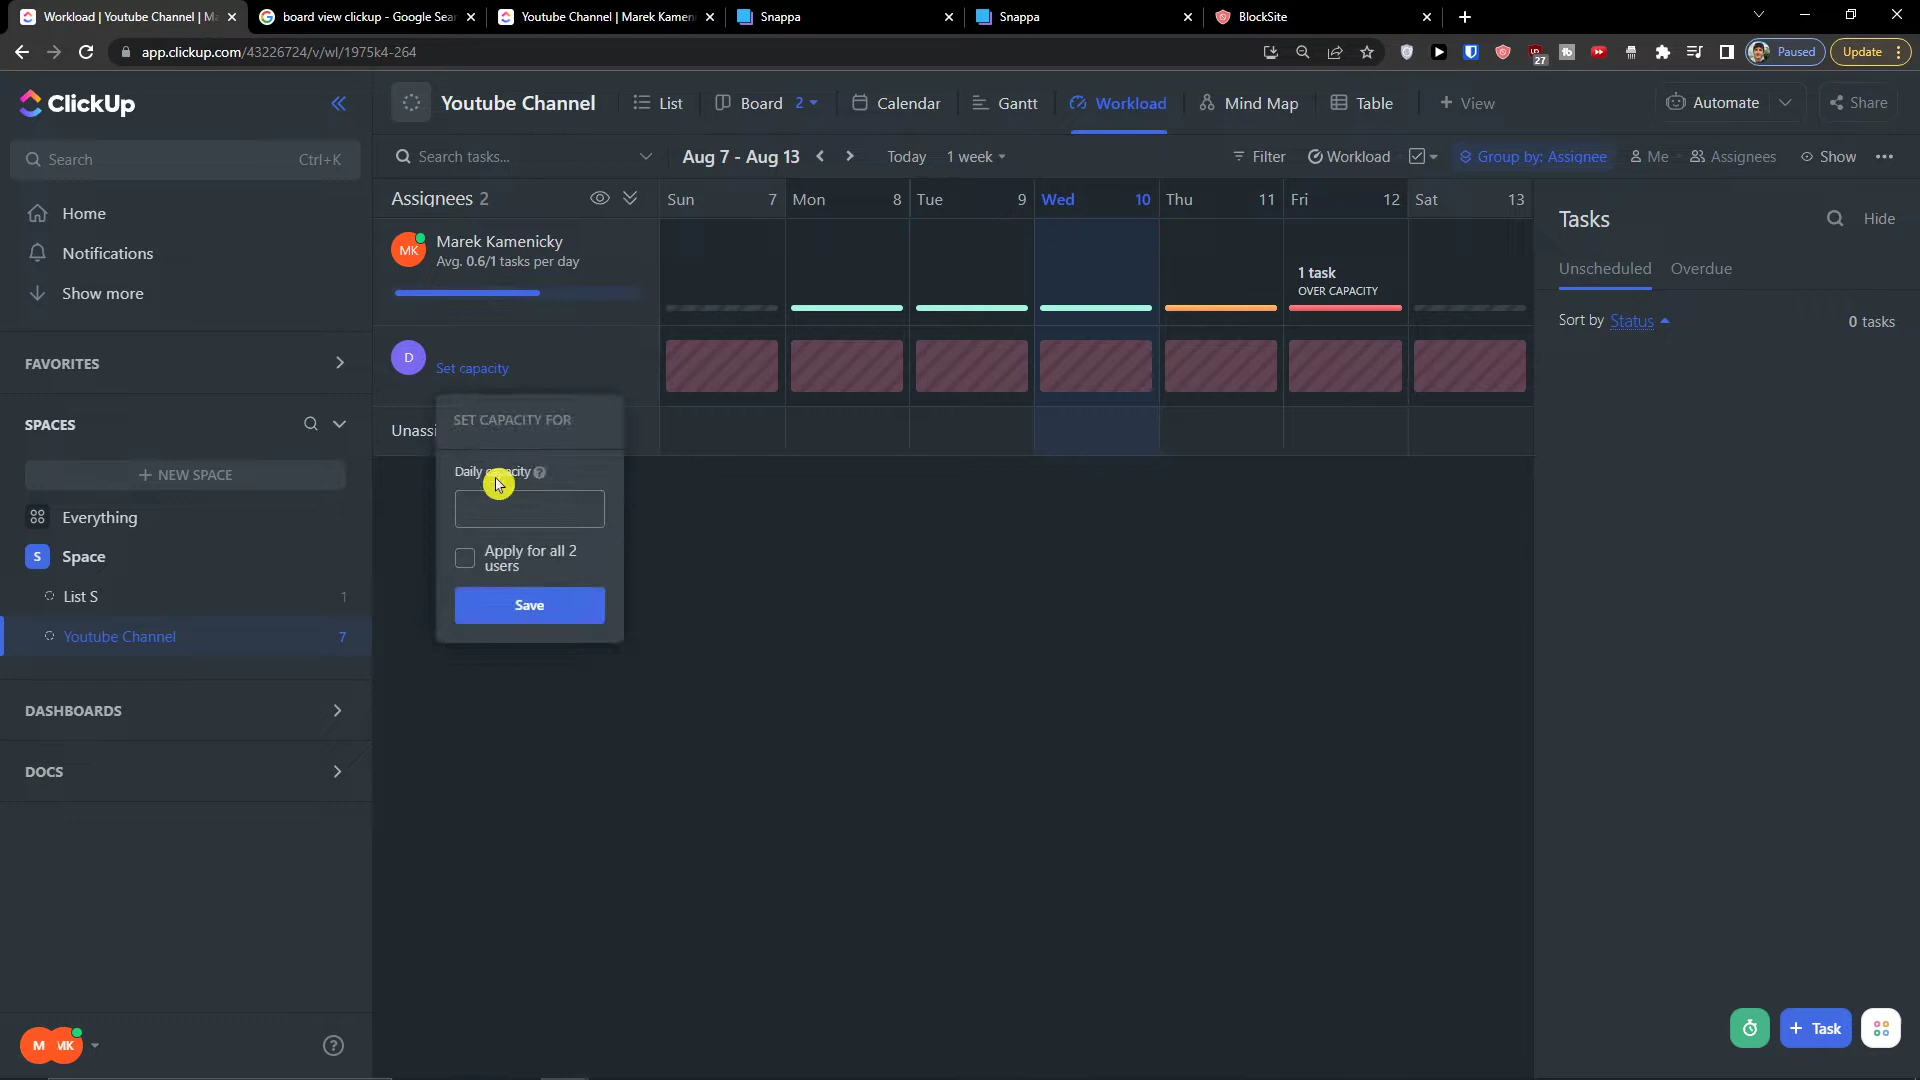 Workload | Youtube Channel | Ma
board view clickup - Google Sear
Youtube Channel | Marek Kamen
Snappa
Snappa
BlockSite
app.clickup.com/43226724/v/wl/1975k4-264
27
Paused
Update
ClickUp
Youtube Channel
List
Board
2
Calendar
Gantt
Workload
Mind Map
Table
+ View
Automate
Share
Search
Ctrl+K
Search tasks...
Aug 7 - Aug 13
Today
1 week
Filter
Workload
Group by: Assignee
Me
Assignees
Show
Assignees 2
Sun 7
Mon 8
Tue 9
Wed 10
Thu 11
Fri 12
Sat 13
Tasks
Hide
Home
Notifications
Show more
MK
Marek Kamenicky
Avg. 0.6/1 tasks per day
1 task
OVER CAPACITY
Unscheduled
Overdue
Sort by Status
0 tasks
D
Set capacity
FAVORITES
SPACES
Unassi
SET CAPACITY FOR
Daily capacity
Apply for all 2
users
Save
+ NEW SPACE
Everything
S
Space
List S
1
Youtube Channel
7
DASHBOARDS
DOCS
M
MK
+ Task